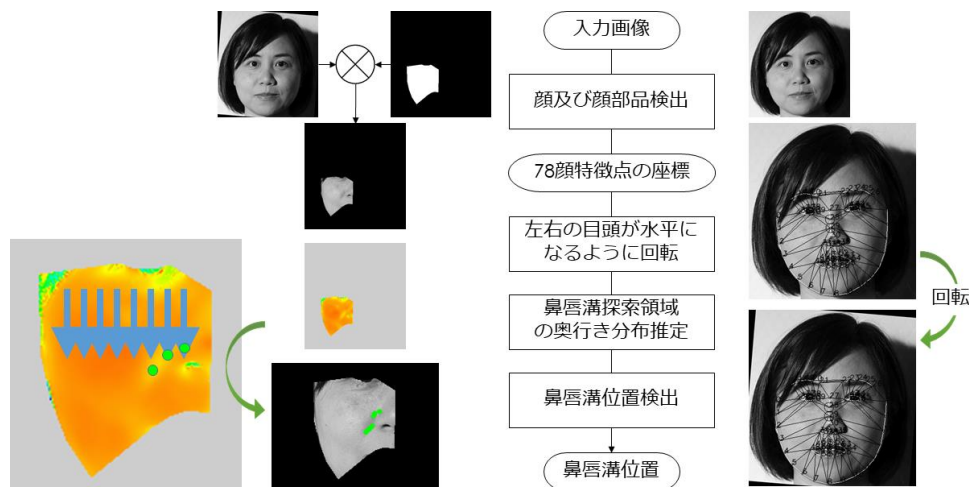 入力画像
顔及び顔部品検出
78顔特徴点の座標
左右の目頭が水平に
なるように回転
鼻唇溝探索領域
の奥行き分布推定
鼻唇溝位置検出
鼻唇溝位置
回転